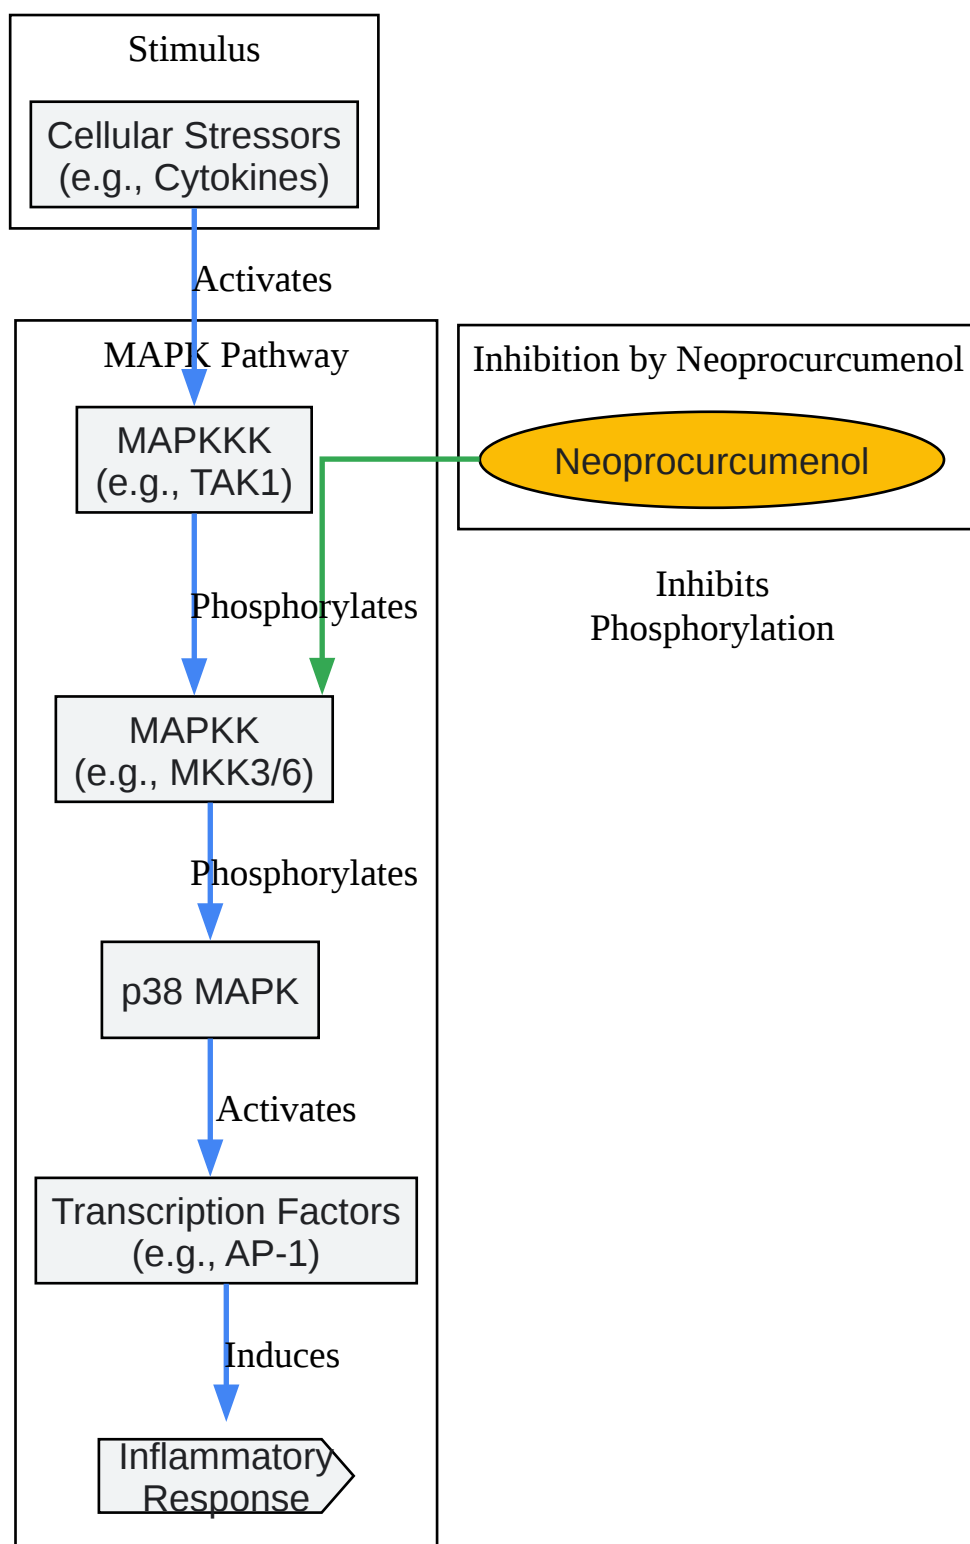 Stimulus
Cellular Stressors
(e.g., Cytokines)
Activates
MAPK Pathway
MAPKKK
(e.g., TAK1)
Phosphorylates
MAPKK
(e.g., MKK3/6)
Phosphorylates
p38 MAPK
Activates
Transcription Factors
(e.g., AP-1)
Induces
Inflammatory
Response
Inhibition by Neoprocurcumenol
Neoprocurcumenol
Inhibits
Phosphorylation